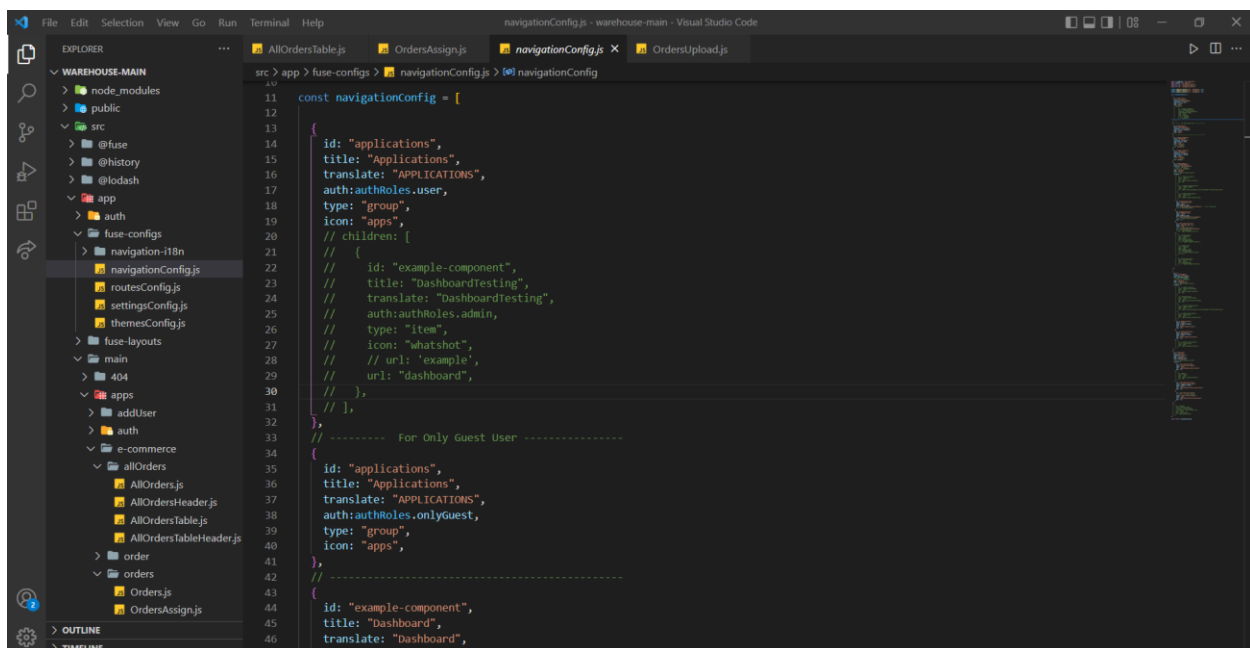 File Edit Selection View Go Run Terminal Help navigationConfig.js - warehouse-main - Visual Studio Code
EXPLORER
AllOrdersTable.js OrdersAssign.js navigationConfig.js OrdersUpload.js
WAREHOUSE-MAIN
node_modules
public
src
@fuse
@history
@lodash
app
auth
fuse-configs
navigation-i18n
navigationConfig.js
routesConfig.js
settingsConfig.js
themesConfig.js
fuse-layouts
main
404
apps
addUser
auth
e-commerce
allOrders
AllOrders.js
AllOrdersHeader.js
AllOrdersTable.js
AllOrdersTableHeader.js
order
orders
Orders.js
OrdersAssign.js
OUTLINE
TIMELINE
2
src > app > fuse-configs > navigationConfig.js > navigationConfig
10
11 const navigationConfig = [
12
13 {
14 id: "applications",
15 title: "Applications",
16 translate: "APPLICATIONS",
17 auth:authRoles.user,
18 type: "group",
19 icon: "apps",
20 // children: [
21 // {
22 // id: "example-component",
23 // title: "DashboardTesting",
24 // translate: "DashboardTesting",
25 // auth:authRoles.admin,
26 // type: "item",
27 // icon: "whatshot",
28 // // url: 'example',
29 // url: "dashboard",
30 // },
31 // ],
32 },
33 // --------- For Only Guest User ----------------
34 {
35 id: "applications",
36 title: "Applications",
37 translate: "APPLICATIONS",
38 auth:authRoles.onlyGuest,
39 type: "group",
40 icon: "apps",
41 },
42 // -----------------------------------------------
43 {
44 id: "example-component",
45 title: "Dashboard",
46 translate: "Dashboard",